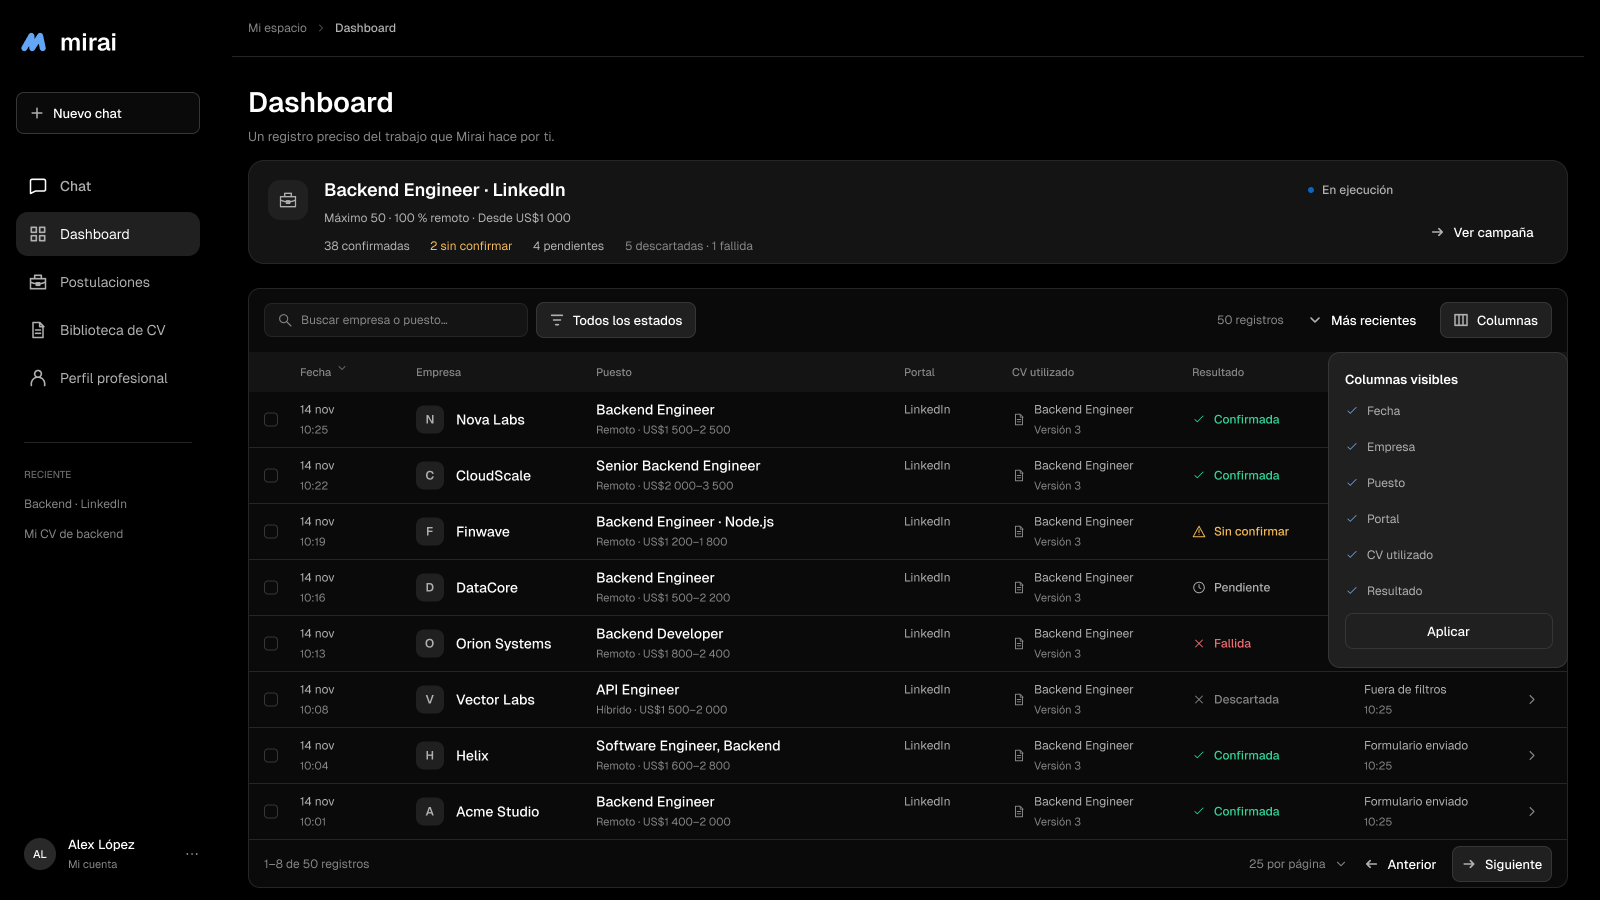 mirai
Nuevo chat
Chat
Dashboard
Postulaciones
Biblioteca de CV
Perfil profesional
RECIENTE
Backend · LinkedIn
Mi CV de backend
AL
Alex López
Mi cuenta
Mi espacio Dashboard
Dashboard
Un registro preciso del trabajo que Mirai hace por ti.
Backend Engineer · LinkedIn
Máximo 50 · 100 % remoto · Desde US$1 000
38 confirmadas 2 sin confirmar 4 pendientes 5 descartadas · 1 fallida
En ejecución
Ver campaña
Buscar empresa o puesto…
Todos los estados
50 registros
Más recientes
Columnas
Fecha Empresa Puesto Portal CV utilizado Resultado
14 nov
10:25
N
Nova Labs
Backend Engineer
Remoto · US$1 500–2 500
LinkedIn
Backend Engineer
Versión 3
Confirmada
14 nov
10:22
C
CloudScale
Senior Backend Engineer
Remoto · US$2 000–3 500
LinkedIn
Backend Engineer
Versión 3
Confirmada
14 nov
10:19
F
Finwave
Backend Engineer · Node.js
Remoto · US$1 200–1 800
LinkedIn
Backend Engineer
Versión 3
Sin confirmar
14 nov
10:16
D
DataCore
Backend Engineer
Remoto · US$1 500–2 200
LinkedIn
Backend Engineer
Versión 3
Pendiente
14 nov
10:13
O
Orion Systems
Backend Developer
Remoto · US$1 800–2 400
LinkedIn
Backend Engineer
Versión 3
Fallida
14 nov
10:08
V
Vector Labs
API Engineer
Híbrido · US$1 500–2 000
LinkedIn
Backend Engineer
Versión 3
Descartada
Fuera de filtros
10:25
14 nov
10:04
H
Helix
Software Engineer, Backend
Remoto · US$1 600–2 800
LinkedIn
Backend Engineer
Versión 3
Confirmada
Formulario enviado
10:25
14 nov
10:01
A
Acme Studio
Backend Engineer
Remoto · US$1 400–2 000
LinkedIn
Backend Engineer
Versión 3
Confirmada
Formulario enviado
10:25
Columnas visibles
Fecha
Empresa
Puesto
Portal
CV utilizado
Resultado
Aplicar
1–8 de 50 registros
25 por página
Anterior
Siguiente